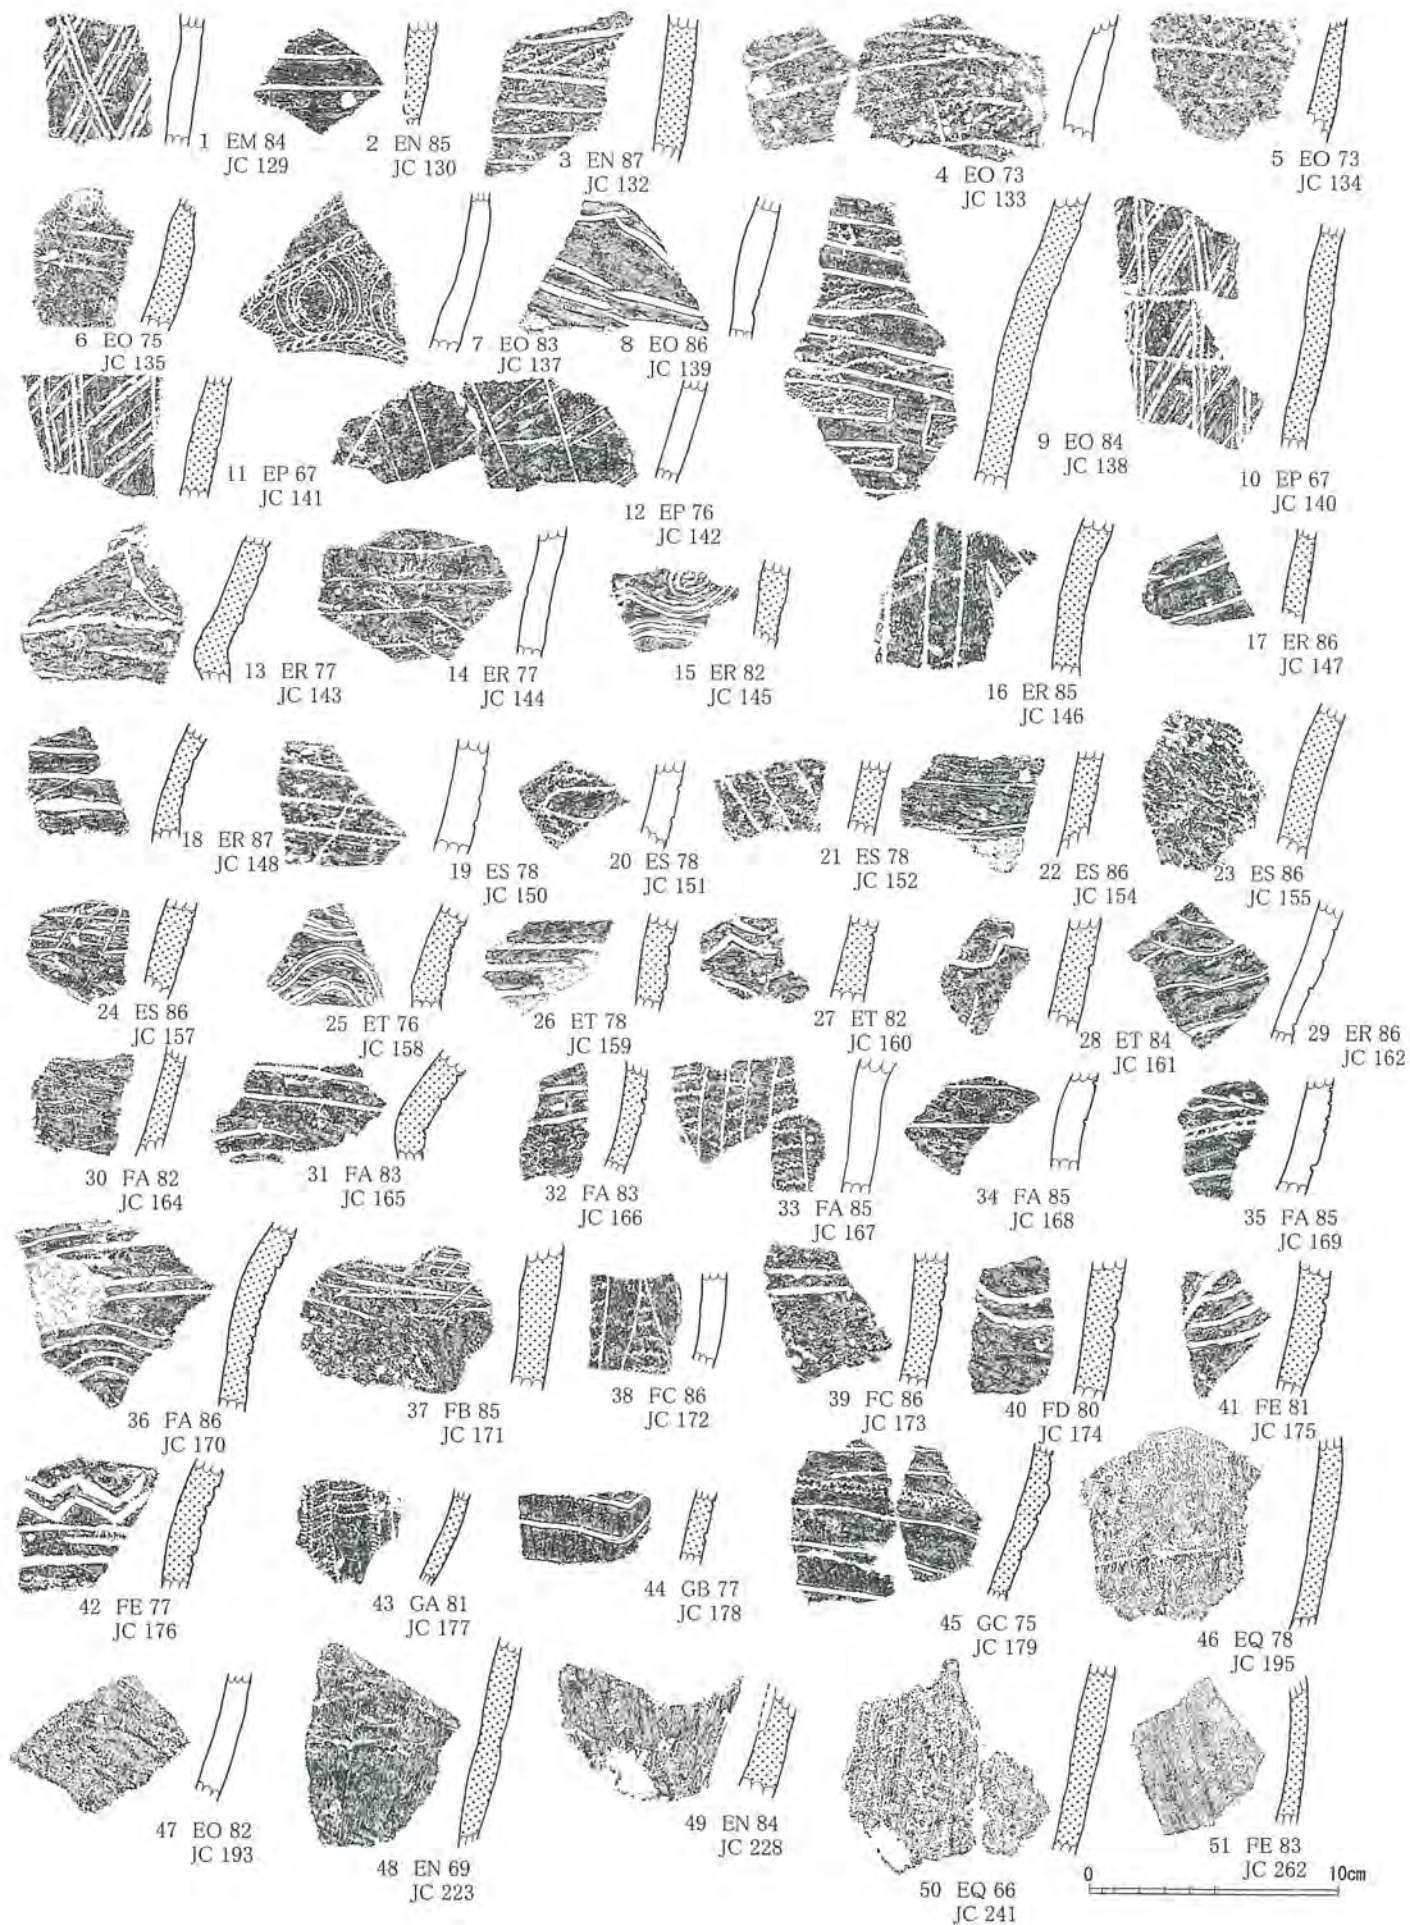 1 EM 84
JC 129
2 EN 85
JC 130
3 EN 87
JC 132
4 EO 73
JC 133
5 EO 73
JC 134
6 EO 75
JC 135
7 EO 83
JC 137
8 EO 86
JC 139
9 EO 84
JC 138
10 EP 67
JC 140
11 EP 67
JC 141
12 EP 76
JC 142
13 ER 77
JC 143
14 ER 77
JC 144
15 ER 82
JC 145
16 ER 85
JC 146
17 ER 86
JC 147
18 ER 87
JC 148
19 ES 78
JC 150
20 ES 78
JC 151
21 ES 78
JC 152
22 ES 86
JC 154
23 ES 86
JC 155
24 ES 86
JC 157
25 ET 76
JC 158
26 ET 78
JC 159
27 ET 82
JC 160
28 ET 84
JC 161
29 ER 86
JC 162
30 FA 82
JC 164
31 FA 83
JC 165
32 FA 83
JC 166
33 FA 85
JC 167
34 FA 85
JC 168
35 FA 85
JC 169
36 FA 86
JC 170
37 FB 85
JC 171
38 FC 86
JC 172
39 FC 86
JC 173
40 FD 80
JC 174
41 FE 81
JC 175
42 FE 77
JC 176
43 GA 81
JC 177
44 GB 77
JC 178
45 GC 75
JC 179
46 EQ 78
JC 195
47 EO 82
JC 193
48 EN 69
JC 223
49 EN 84
JC 228
50 EQ 66
JC 241
51 FE 83
JC 262
0 10cm